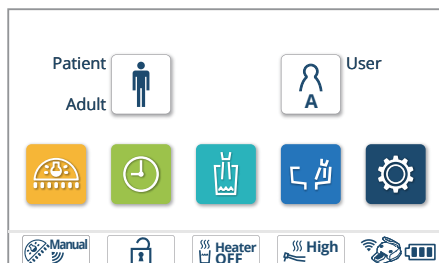 Patient
User
Adult
A
Manual
Heater
OFF
High